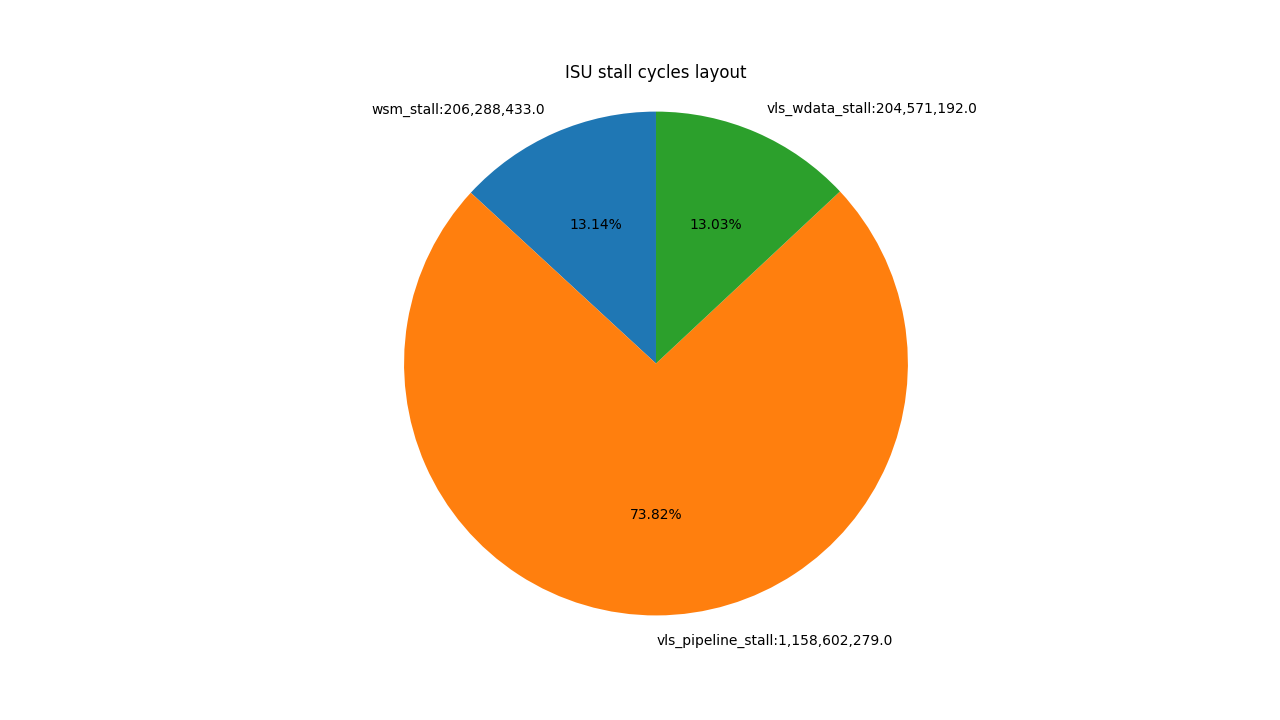 ISU stall cycles layout
wsm_stall:206,288,433.0
vls_wdata_stall:204,571,192.0
13.14%
13.03%
73.82%
vls_pipeline_stall:1,158,602,279.0